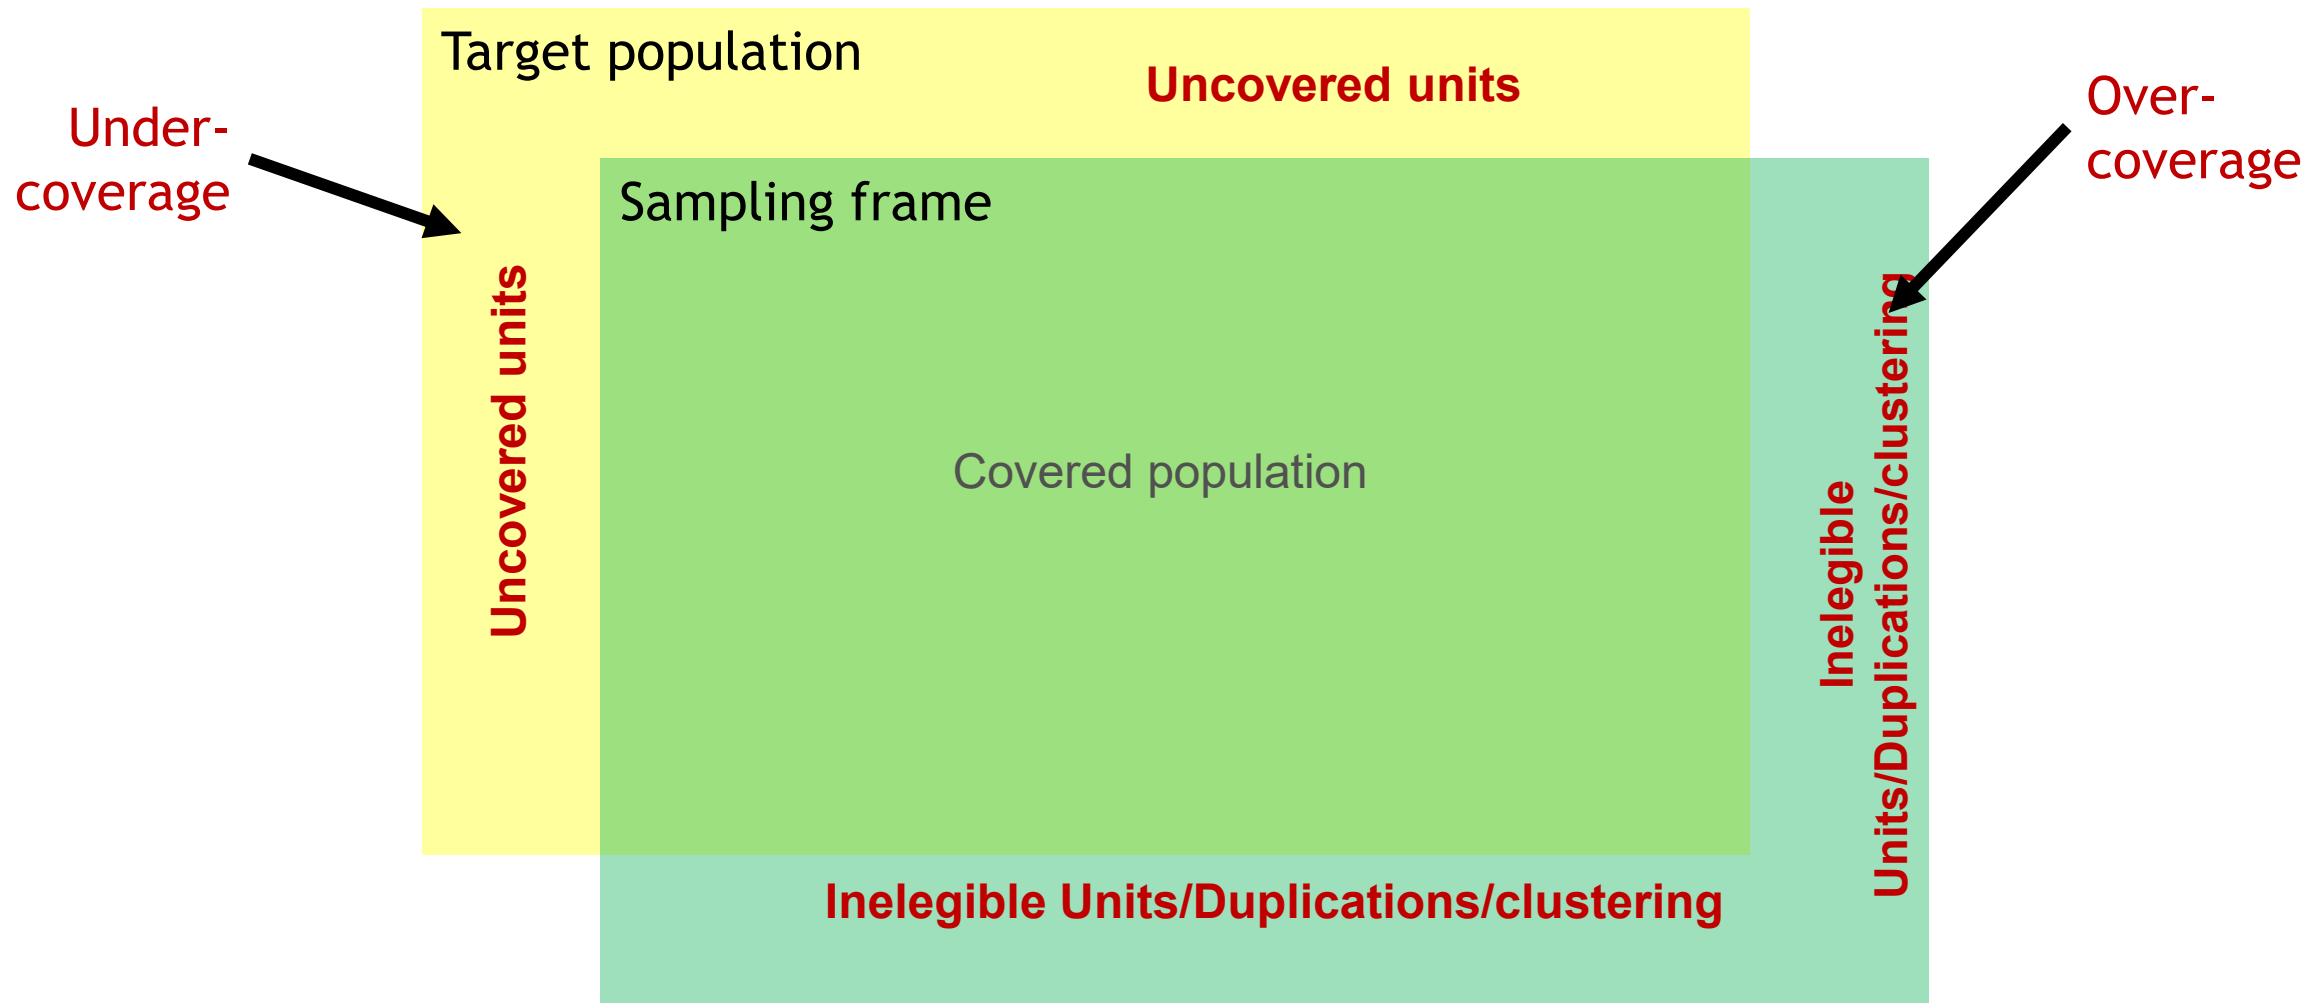 Target population
Uncovered units
Under-
coverage
Over-
coverage
Sampling frame
Uncovered units
Covered population
Inelegible
Units/Duplications/clustering
Inelegible Units/Duplications/clustering